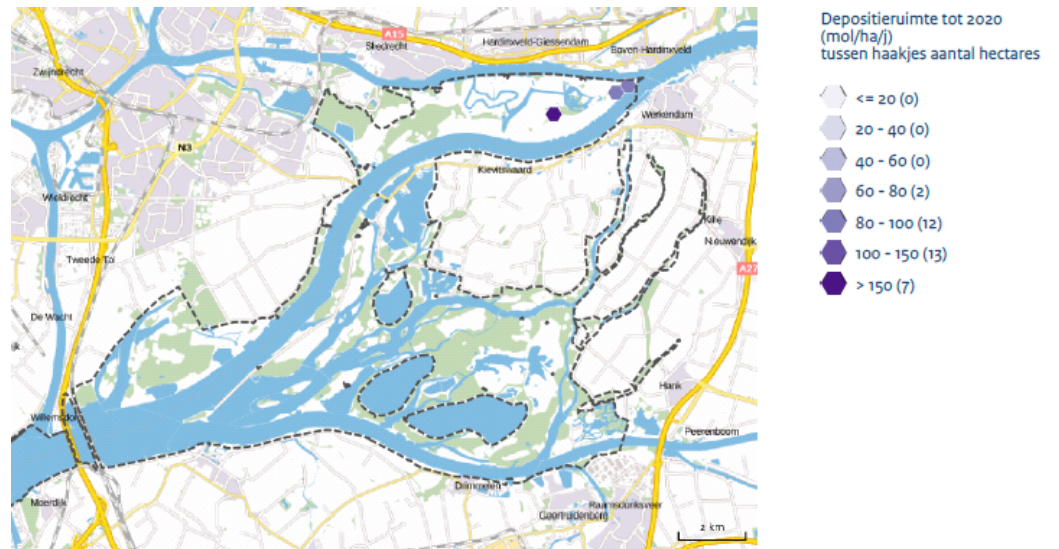 A15
Sliedrecht
Hardinxveld-Giessendam
Boven-Hardinxveld
Zwijndrecht
Werkendam
N3
Kievitswaard
Wieldrecht
Kille
Nieuwendijk
Tweede Tol
A27
De Wacht
jk
Hank
Willemsdorp
Peerenboom
Drimmelen
Moerdijk
Raamsdonksveer
Geertruidenberg
2 km
Depositieruimte tot 2020
(mol/ha/j)
tussen haakjes aantal hectares
<= 20 (0)
20 - 40 (0)
40 - 60 (0)
60 - 80 (2)
80 - 100 (12)
100 - 150 (13)
> 150 (7)